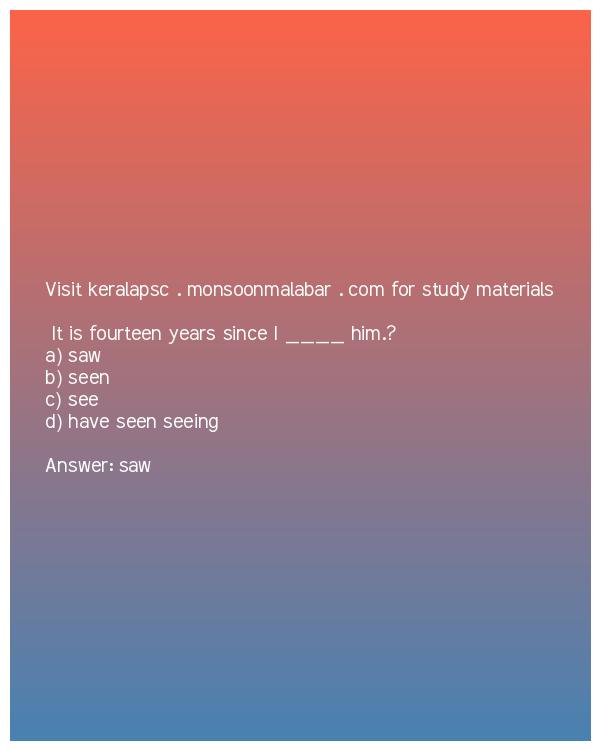 Visit keralapsc . monsoonmalabar . com for study materials
It is fourteen years since I ____ him.?
a) saw
b) seen
c) see
d) have seen seeing
Answer: saw